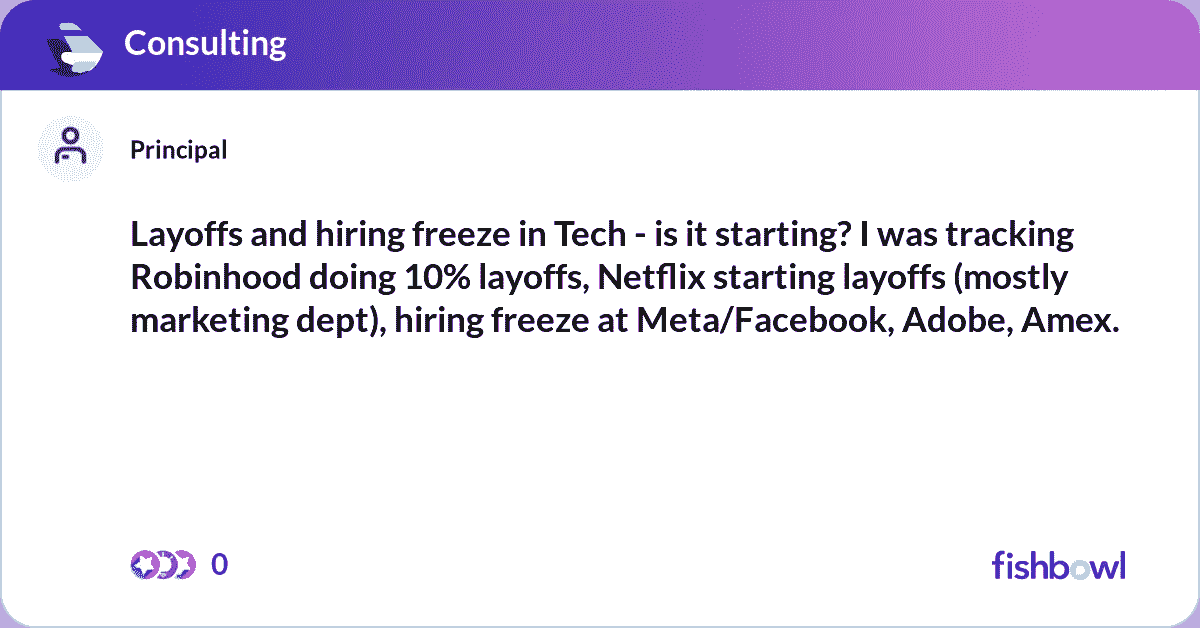 Consulting
Principal
Layoffs and hiring freeze in Tech - is it starting? I was tracking
Robinhood doing 10% layoffs, Netflix starting layoffs (mostly
marketing dept), hiring freeze at Meta/Facebook, Adobe, Amex.
0
fishbowl